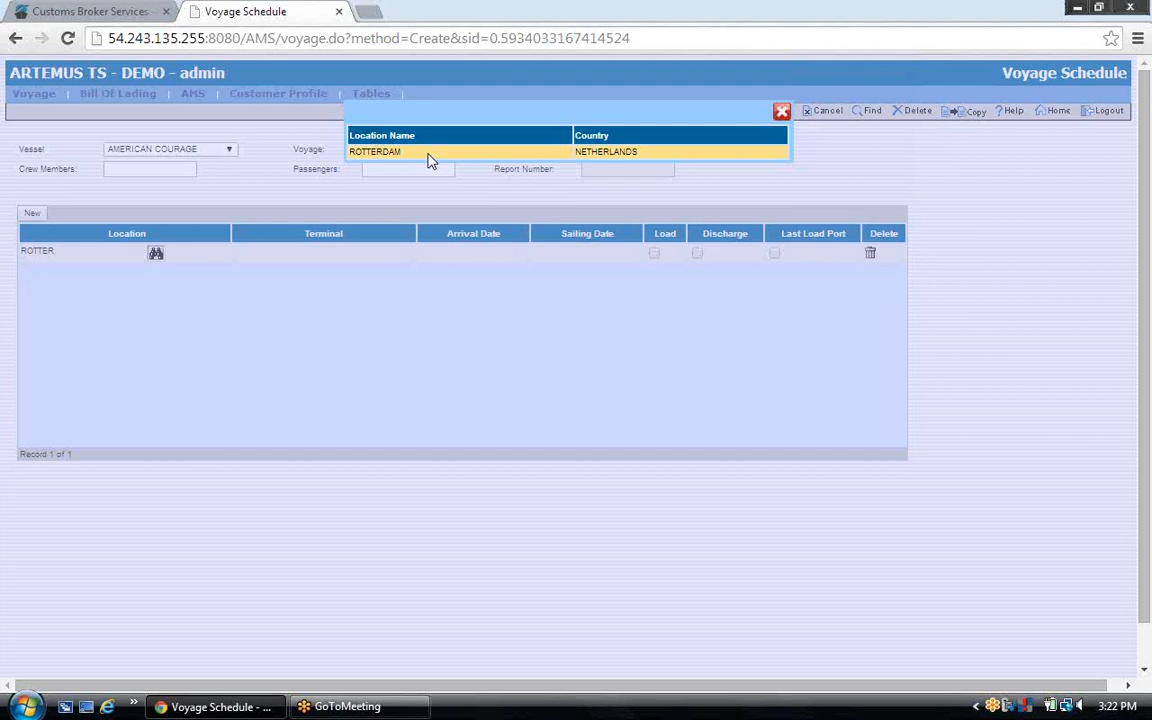 Customs Broker Services
Voyage Schedule
54.243.135.255:8080/AMS/voyage.do?method=Create&sid=0.5934033167414524
ARTEMUS TS - DEMO - admin
Voyage Schedule
Voyage | Bill Of Lading | AMS | Customer Profile | Tables |
Cancel Find Delete Copy Help Home Logout
Location Name Country
ROTTERDAM NETHERLANDS
Vessel: AMERICAN COURAGE Voyage:
Crew Members: Passengers: Report Number:
New
Location Terminal Arrival Date Sailing Date Load Discharge Last Load Port Delete
ROTTER
Record 1 of 1
Voyage Schedule - ... GoToMeeting 3:22 PM